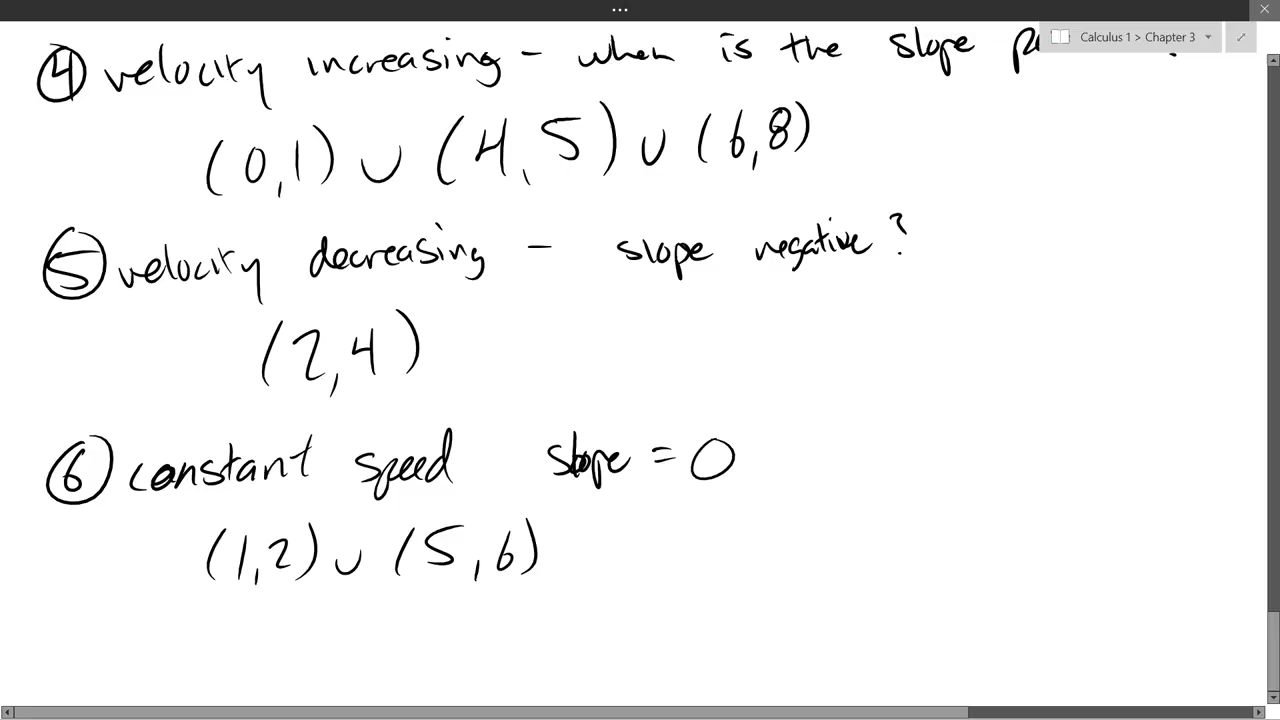 Calculus 1 > Chapter 3
④ velocity increasing - when is the slope
(0,1) ∪ (4,5) ∪ (6,8)
⑤ velocity decreasing - slope negative?
(2,4)
⑥ constant speed slope = 0
(1,2) ∪ (5,6)